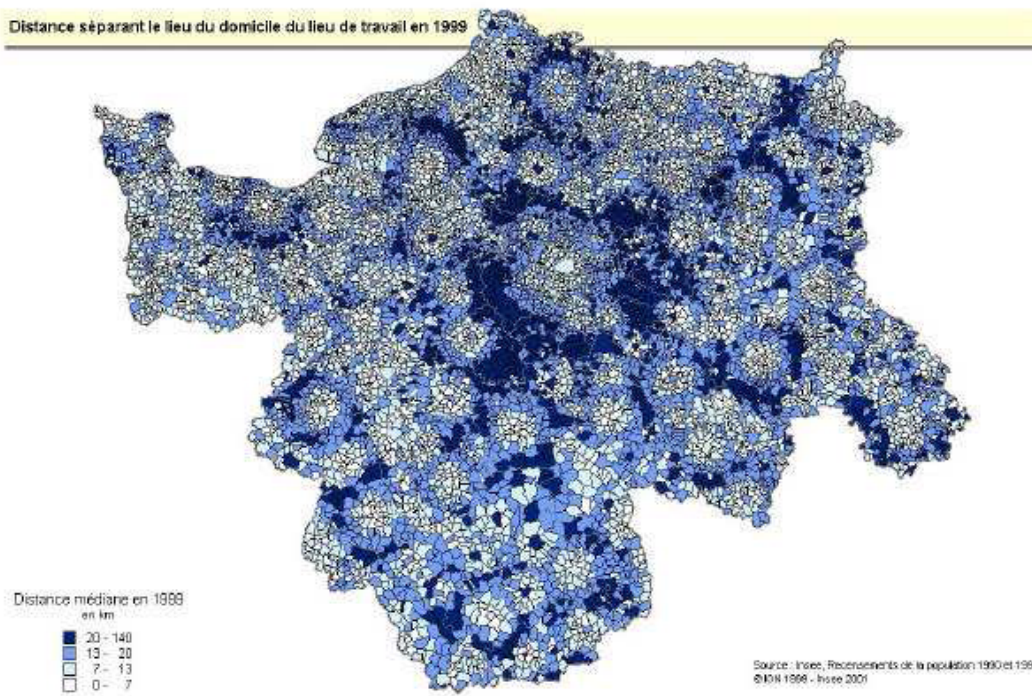 Distance séparant le lieu du domicile du lieu de travail en 1999
Distance médiane en 1999
en km
20 - 140
13 - 20
7 - 13
0 - 7
Source : Insee, Recensements de la population 1990 et 199
©IGN 1999 - Insee 2001